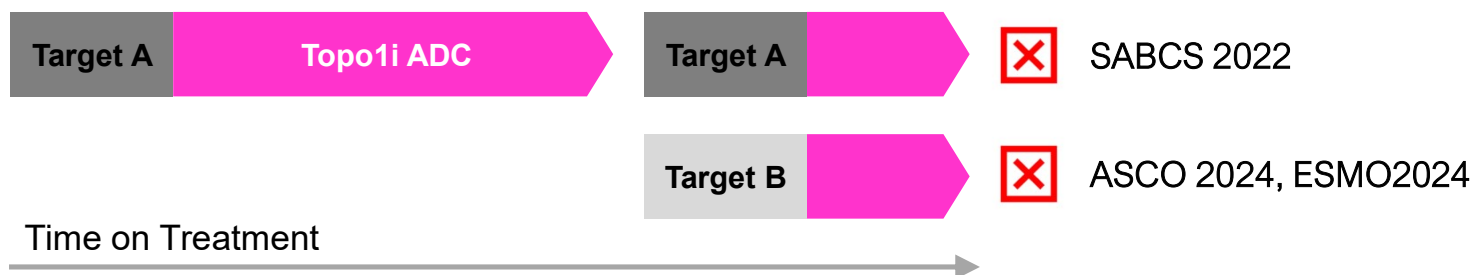 Target A Topo1i ADC Target A SABCS 2022
Target B ASCO 2024, ESMO2024
Time on Treatment